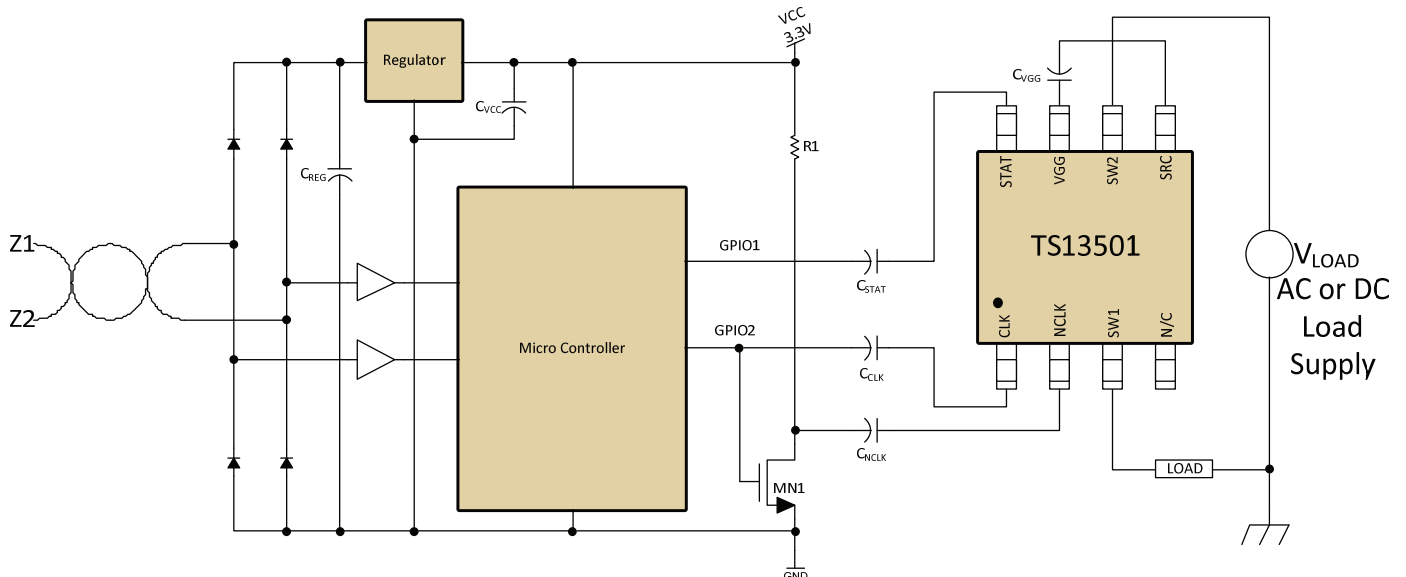 VCC
3.3V
Regulator
CVCC
CREG
R1
CVGG
STAT
VGG
SW2
SRC
TS13501
CLK
NCLK
SW1
N/C
Z1
Z2
GPIO1
CSTAT
GPIO2
CCLK
CNCLK
Micro Controller
MN1
GND
LOAD
VLOAD
AC or DC
Load
Supply